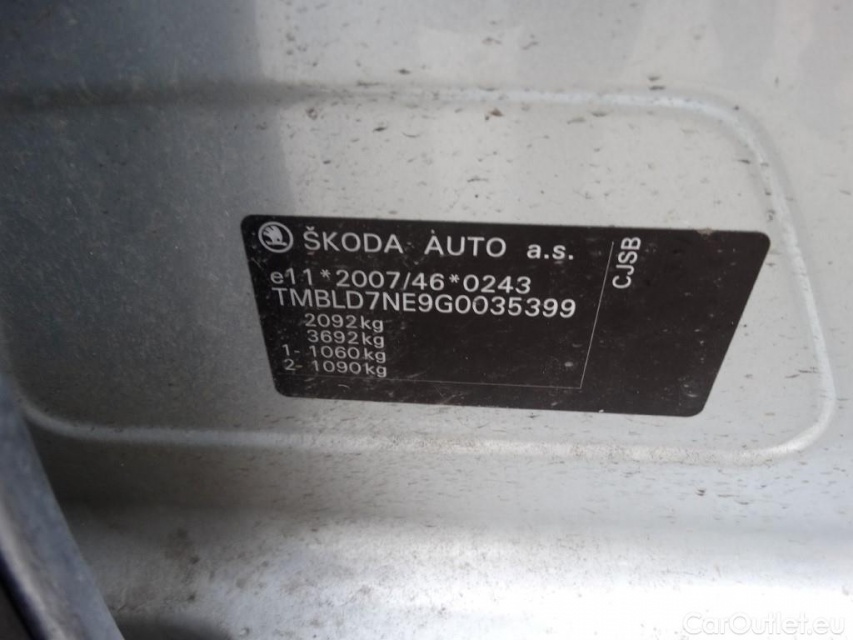 ŠKODA AUTO a.s.
e11*2007/46*0243
TMBLD7NE9G0035399
2092kg
3692kg
1- 1060kg
2- 1090kg
CJSB
CarOutlet.eu